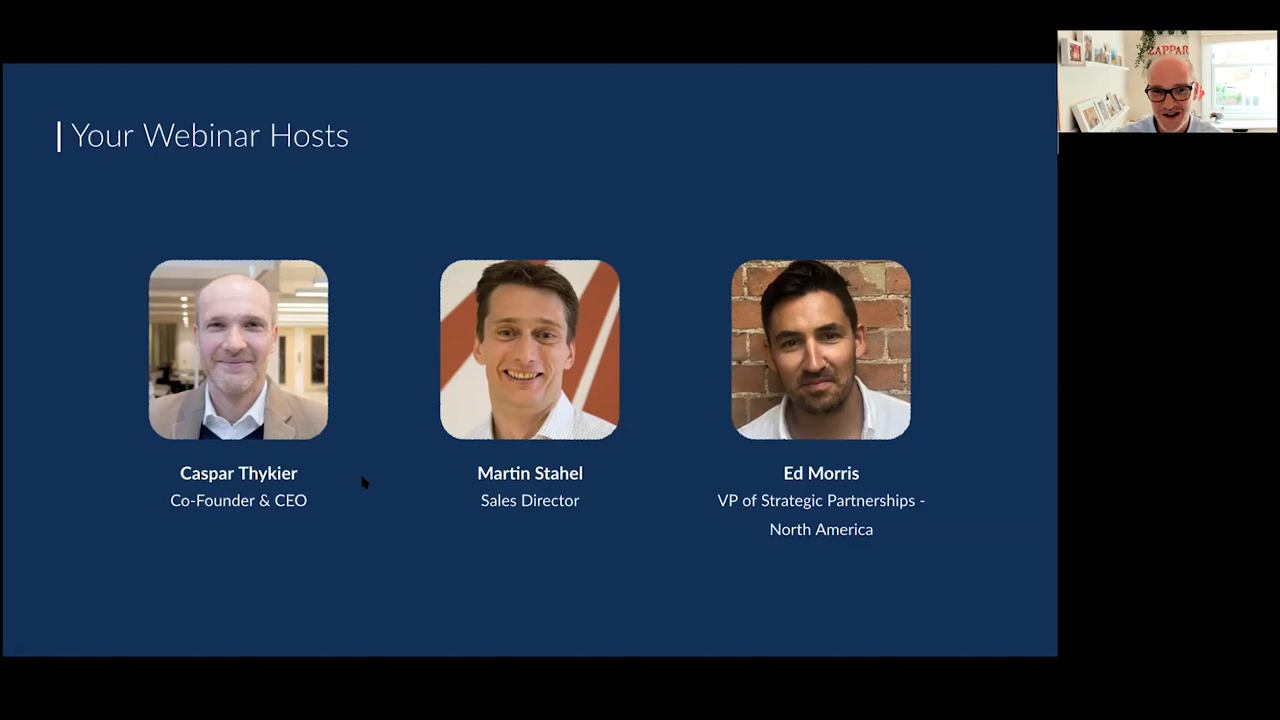 ZAPPAR
Your Webinar Hosts
Caspar Thykier
Co-Founder & CEO
Martin Stahel
Sales Director
Ed Morris
VP of Strategic Partnerships -
North America